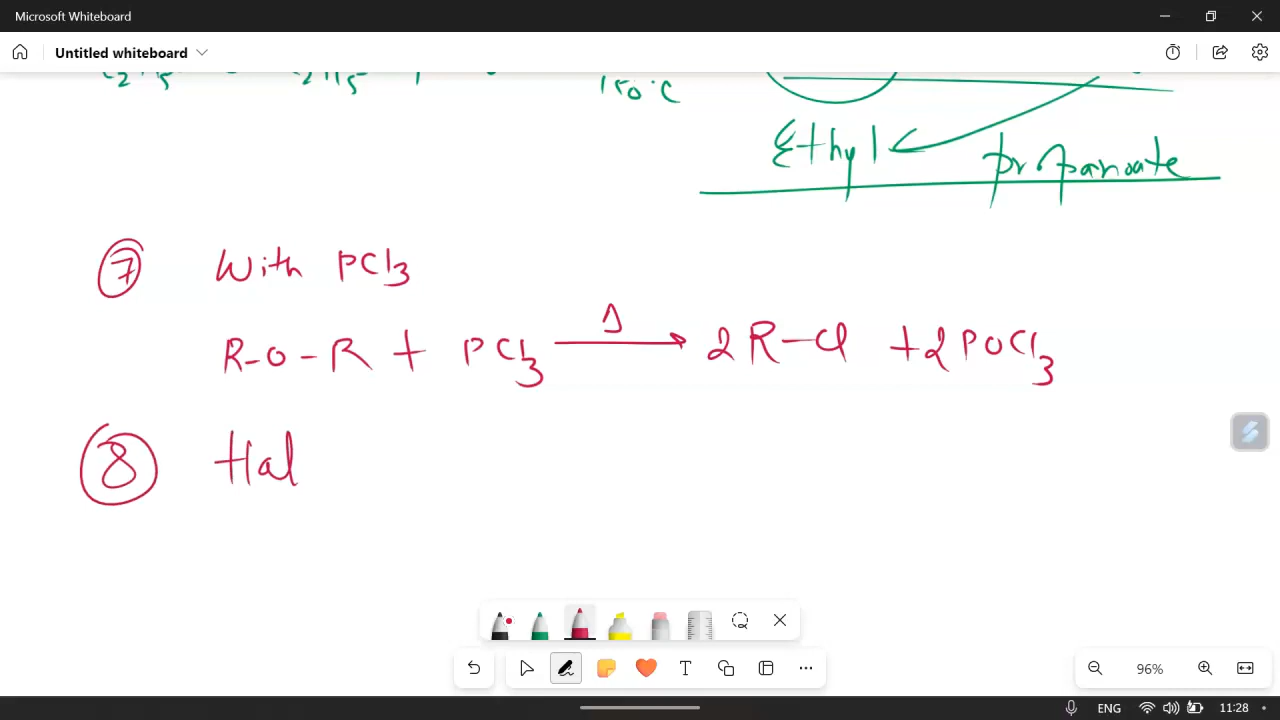 Microsoft Whiteboard
Untitled whiteboard
150°C
Ethyl propanoate
7 With PCl3
R-O-R + PCl3 Δ → 2R-Cl + 2POCl3
8 Hal
T
96%
ENG 11:28